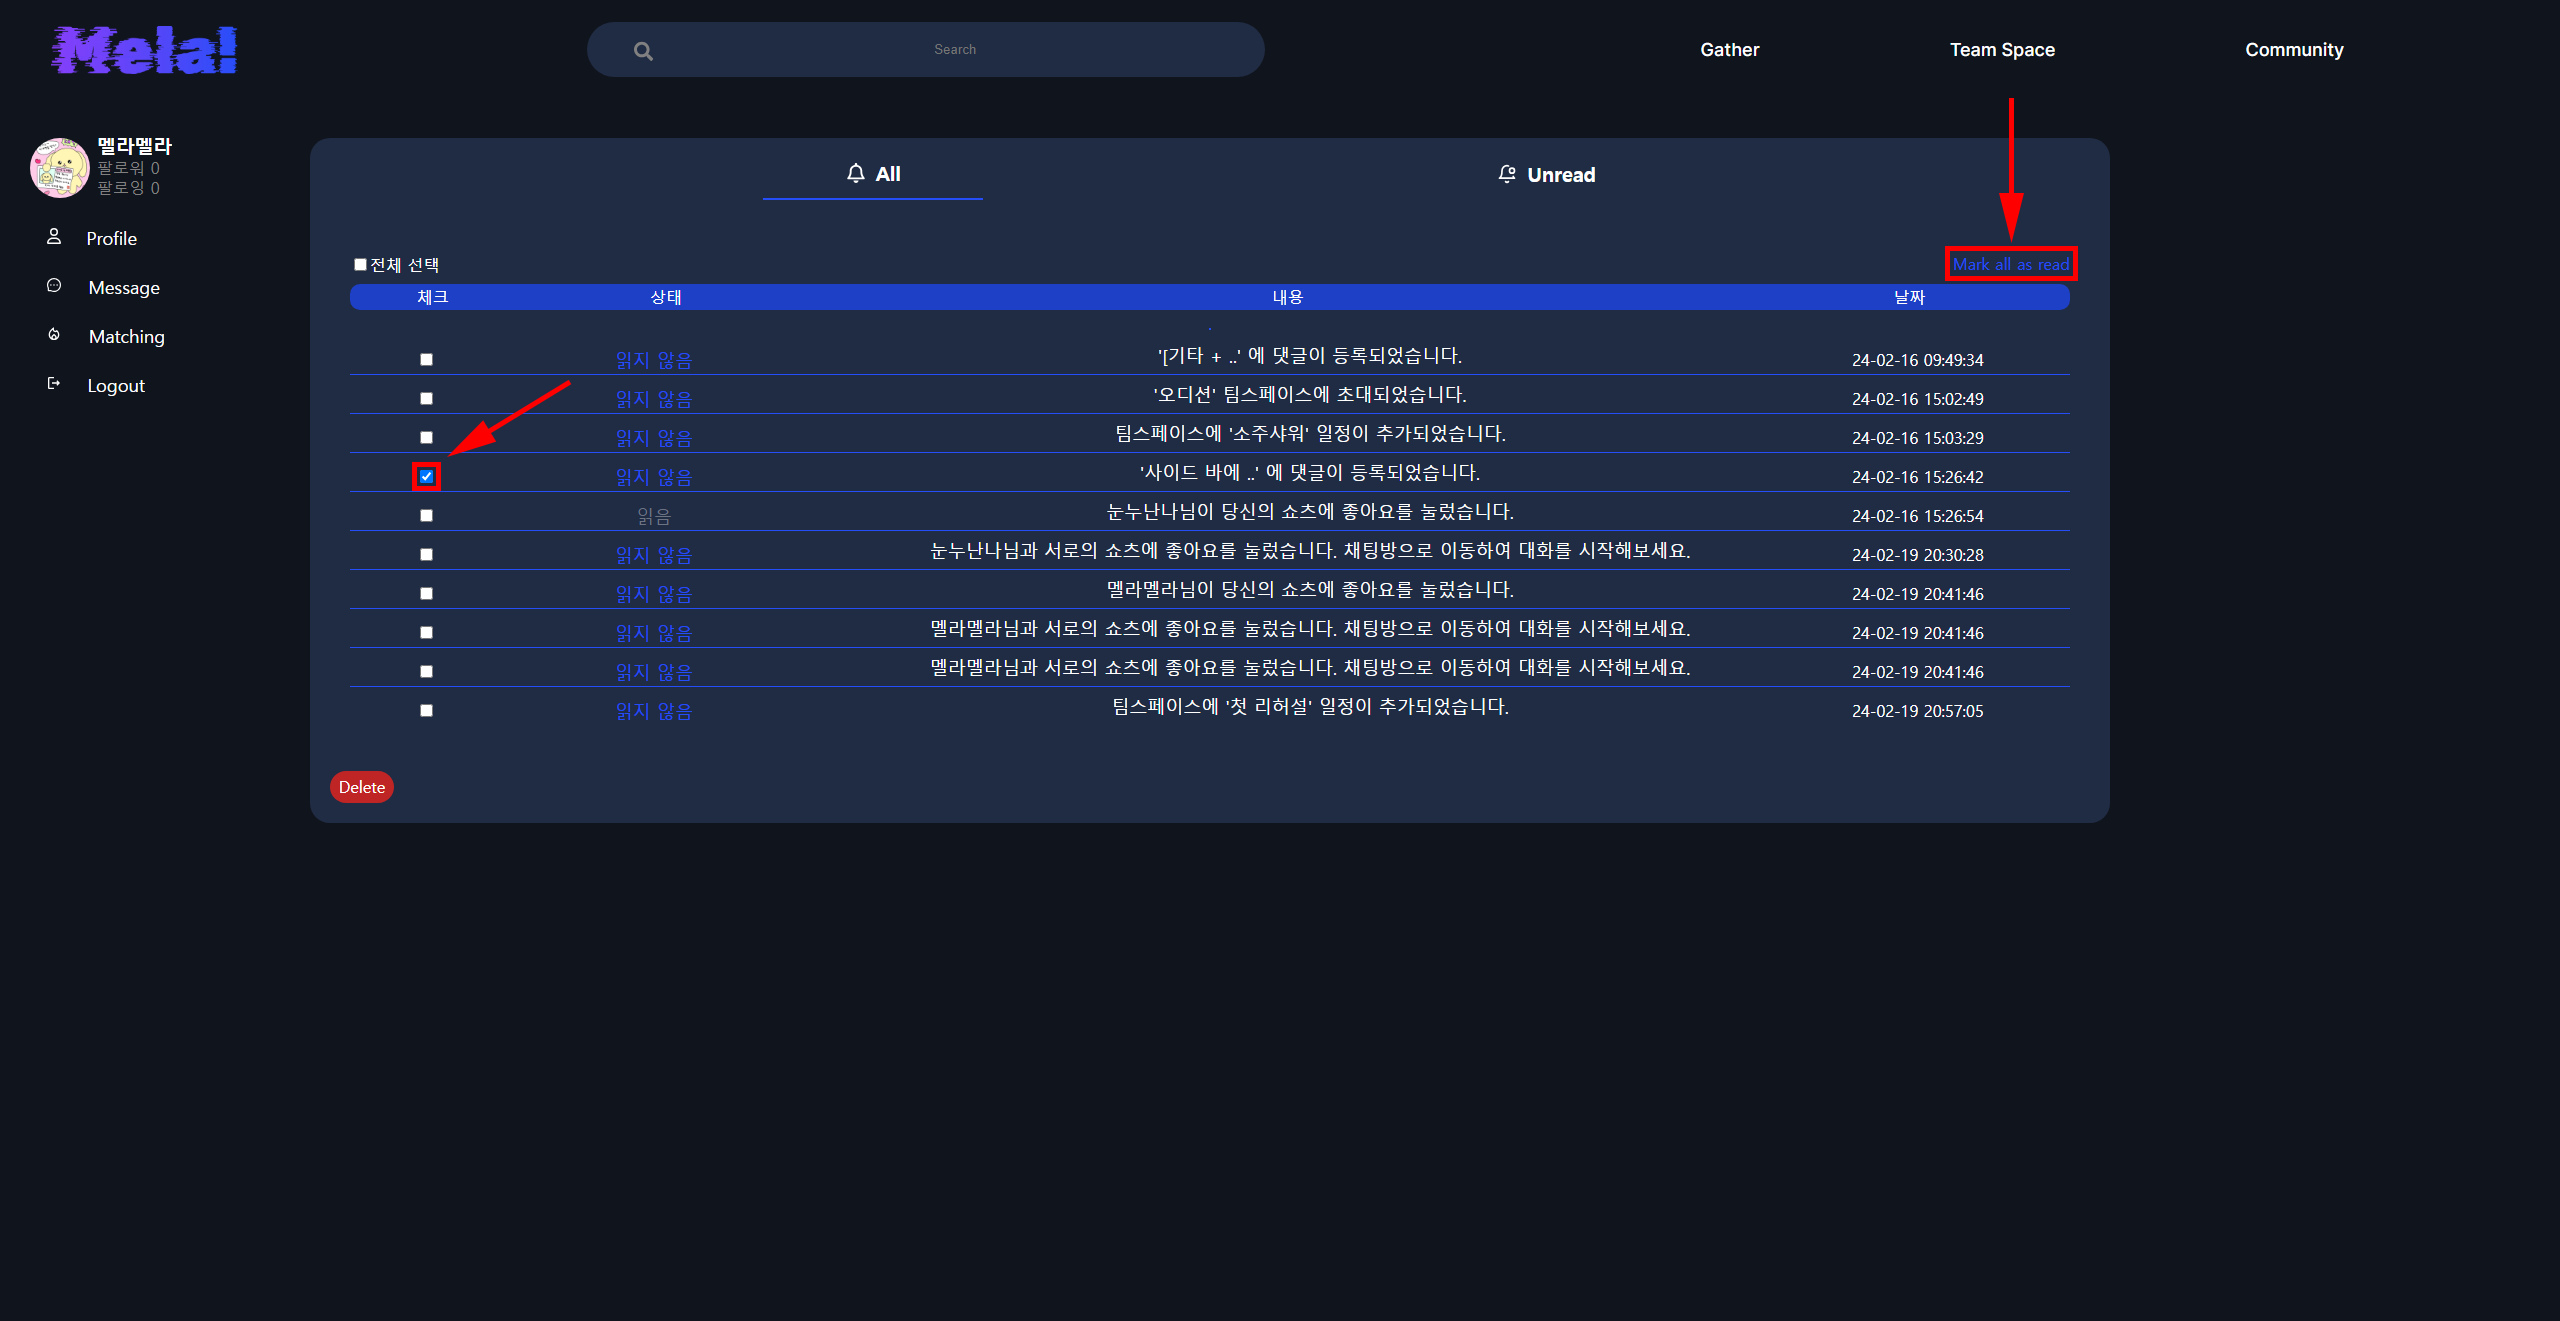 Mela!
Search
Gather
Team Space
Community
멜라멜라
팔로워 0
팔로잉 0
Profile
Message
Matching
Logout
All
Unread
전체 선택
Mark all as read
체크 상태 내용 날짜
읽지 않음 '[기타 + ..' 에 댓글이 등록되었습니다. 24-02-16 09:49:34
읽지 않음 '오디션' 팀스페이스에 초대되었습니다. 24-02-16 15:02:49
읽지 않음 팀스페이스에 '소주샤워' 일정이 추가되었습니다. 24-02-16 15:03:29
읽지 않음 '사이드 바에 ..' 에 댓글이 등록되었습니다. 24-02-16 15:26:42
읽음 눈누난나님이 당신의 쇼츠에 좋아요를 눌렀습니다. 24-02-16 15:26:54
읽지 않음 눈누난나님과 서로의 쇼츠에 좋아요를 눌렀습니다. 채팅방으로 이동하여 대화를 시작해보세요. 24-02-19 20:30:28
읽지 않음 멜라멜라님이 당신의 쇼츠에 좋아요를 눌렀습니다. 24-02-19 20:41:46
읽지 않음 멜라멜라님과 서로의 쇼츠에 좋아요를 눌렀습니다. 채팅방으로 이동하여 대화를 시작해보세요. 24-02-19 20:41:46
읽지 않음 멜라멜라님과 서로의 쇼츠에 좋아요를 눌렀습니다. 채팅방으로 이동하여 대화를 시작해보세요. 24-02-19 20:41:46
읽지 않음 팀스페이스에 '첫 리허설' 일정이 추가되었습니다. 24-02-19 20:57:05
Delete